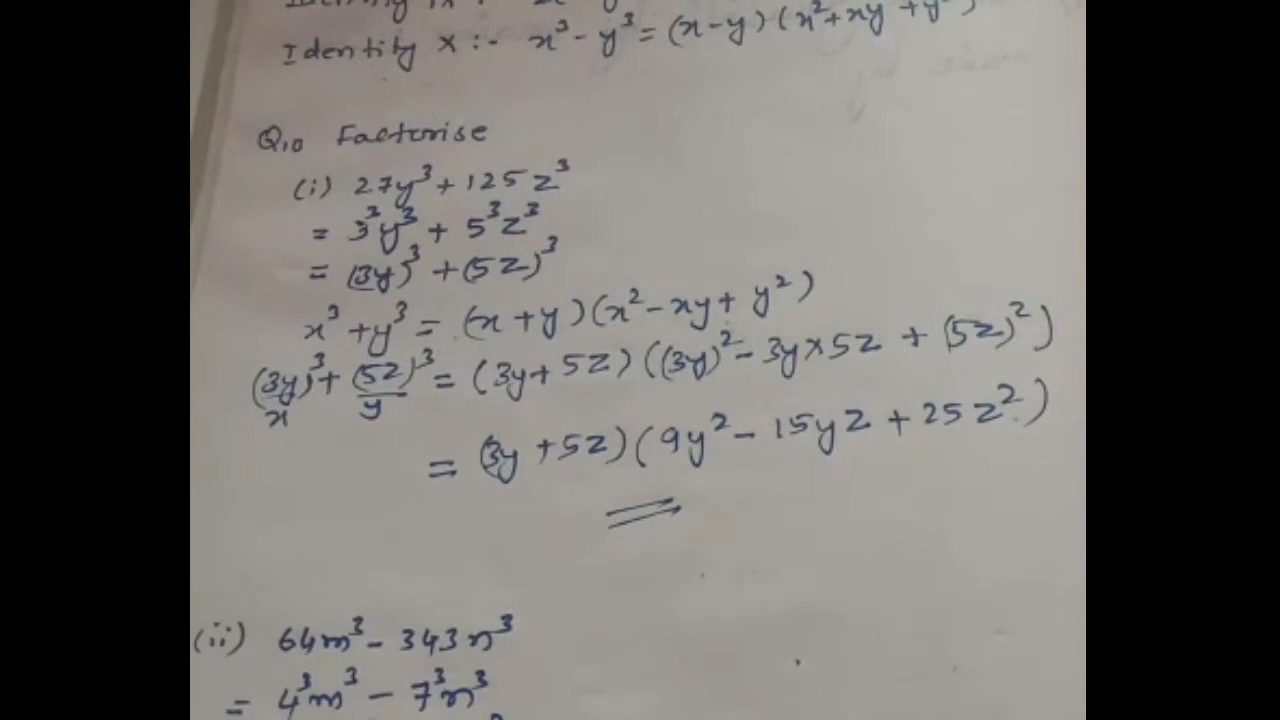 Identity x :- x³ - y³ = (x-y)(x²+xy+y²)
Q10 Factorise
(i) 27y³ + 125z³
= 3³y³ + 5³z³
= (3y)³ + (5z)³
x³ + y³ = (x+y)(x² - xy + y²)
(3y)³ + (5z)³ = (3y + 5z)((3y)² - 3y×5z + (5z)²)
x y
= (3y + 5z)(9y² - 15yz + 25z²)
(ii) 64m³ - 343n³
= 4³m³ - 7³n³